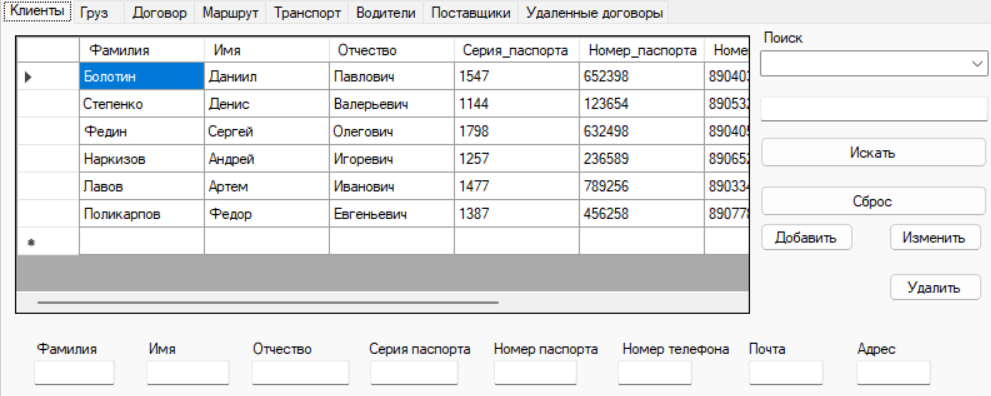 Клиенты Груз Договор Маршрут Транспорт Водители Поставщики Удаленные договоры
Фамилия Имя Отчество Серия_паспорта Номер_паспорта Номе
Болотин Даниил Павлович 1547 652398 89040
Степенко Денис Валерьевич 1144 123654 890532
Федин Сергей Олегович 1798 632498 890405
Наркизов Андрей Игоревич 1257 236589 890652
Лавов Артем Иванович 1477 789256 890334
Поликарпов Федор Евгеньевич 1387 456258 890778
Поиск
Искать
Сброс
Добавить Изменить
Удалить
Фамилия Имя Отчество Серия паспорта Номер паспорта Номер телефона Почта Адрес